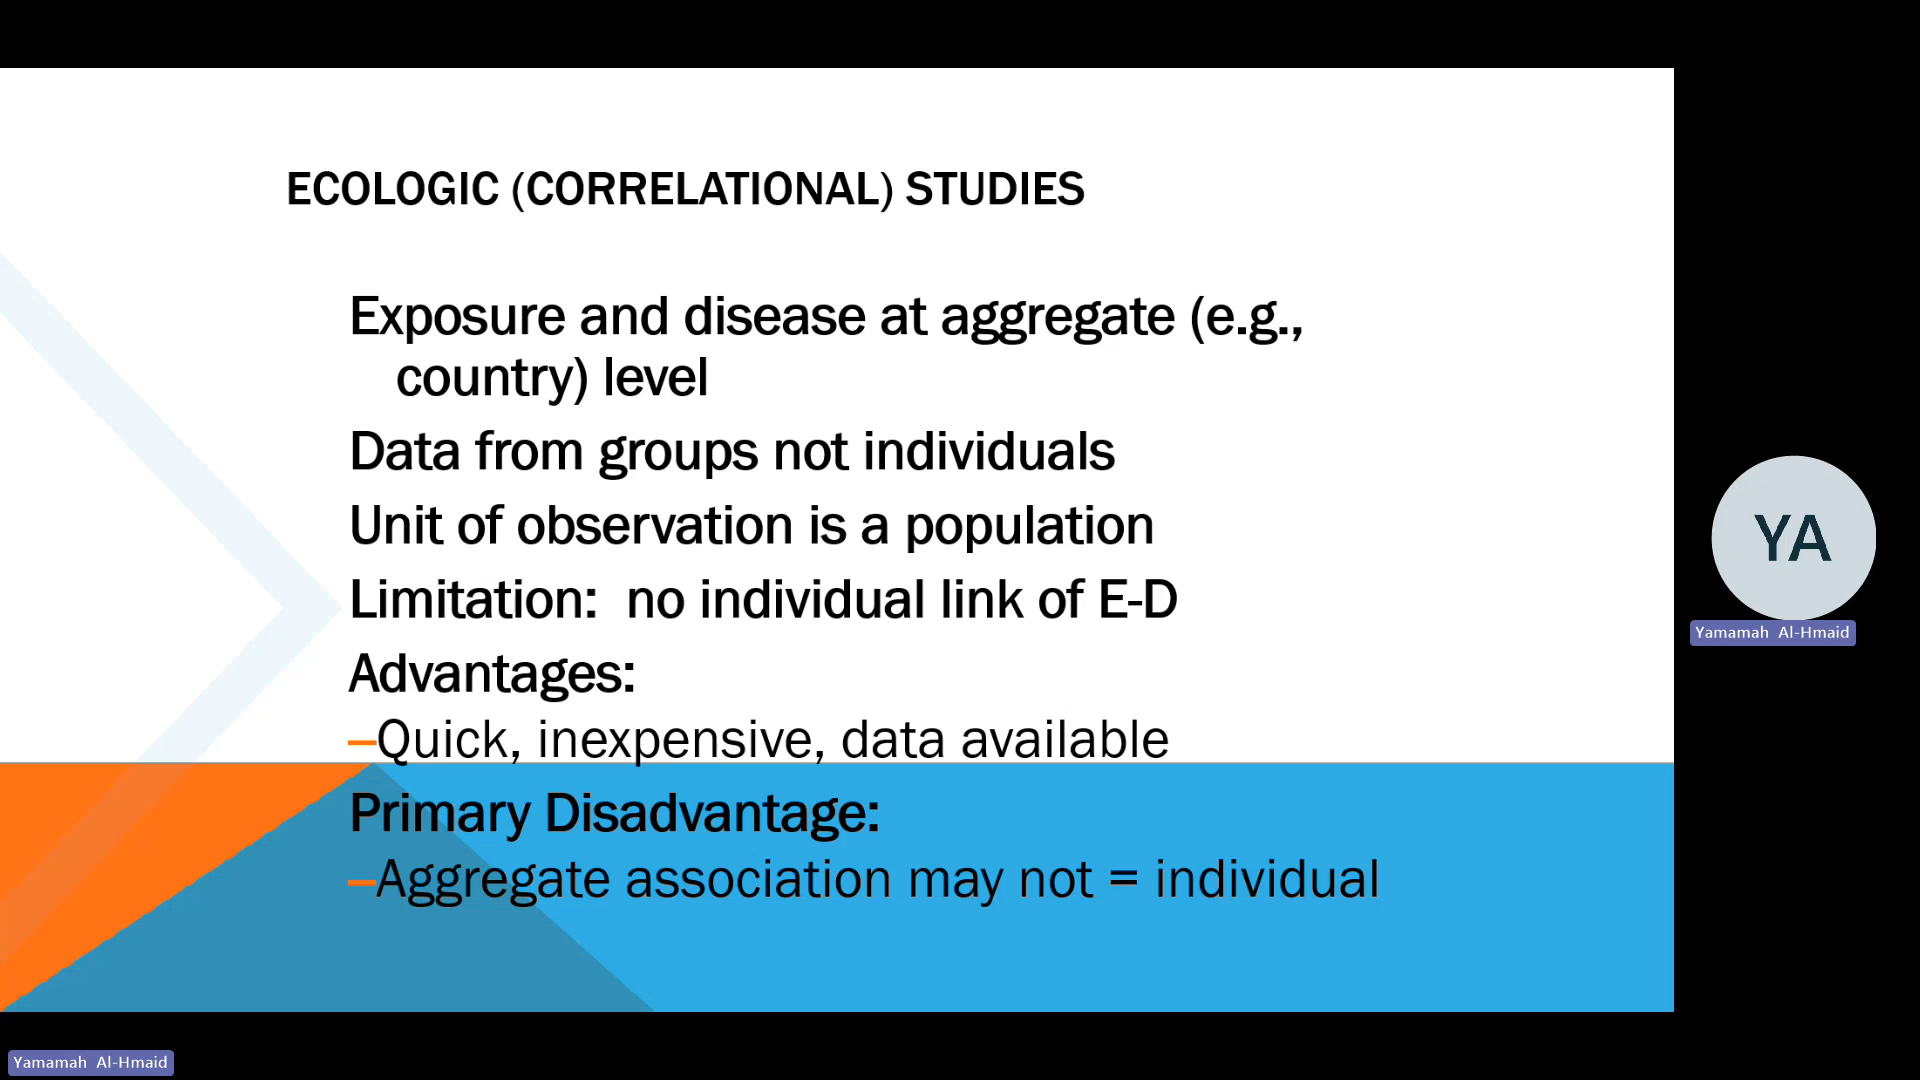 ECOLOGIC (CORRELATIONAL) STUDIES
Exposure and disease at aggregate (e.g.,
country) level
Data from groups not individuals
Unit of observation is a population
Limitation:  no individual link of E-D
Advantages:
–Quick, inexpensive, data available
Primary Disadvantage:
–Aggregate association may not = individual
YA
Yamamah Al-Hmaid
Yamamah Al-Hmaid